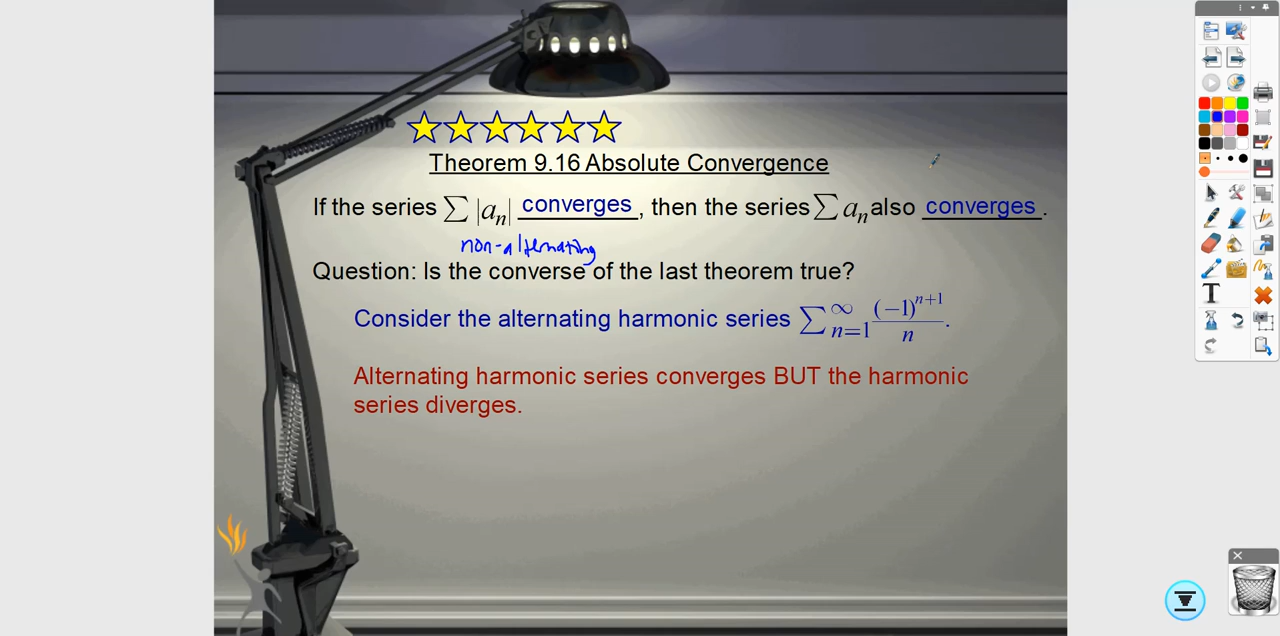 Theorem 9.16 Absolute Convergence
If the series ∑ |aₙ| converges, then the series ∑ aₙ also converges.
non-alternating
Question: Is the converse of the last theorem true?
Consider the alternating harmonic series ∑_{n=1}^{∞} (−1)^{n+1}/n.
Alternating harmonic series converges BUT the harmonic
series diverges.